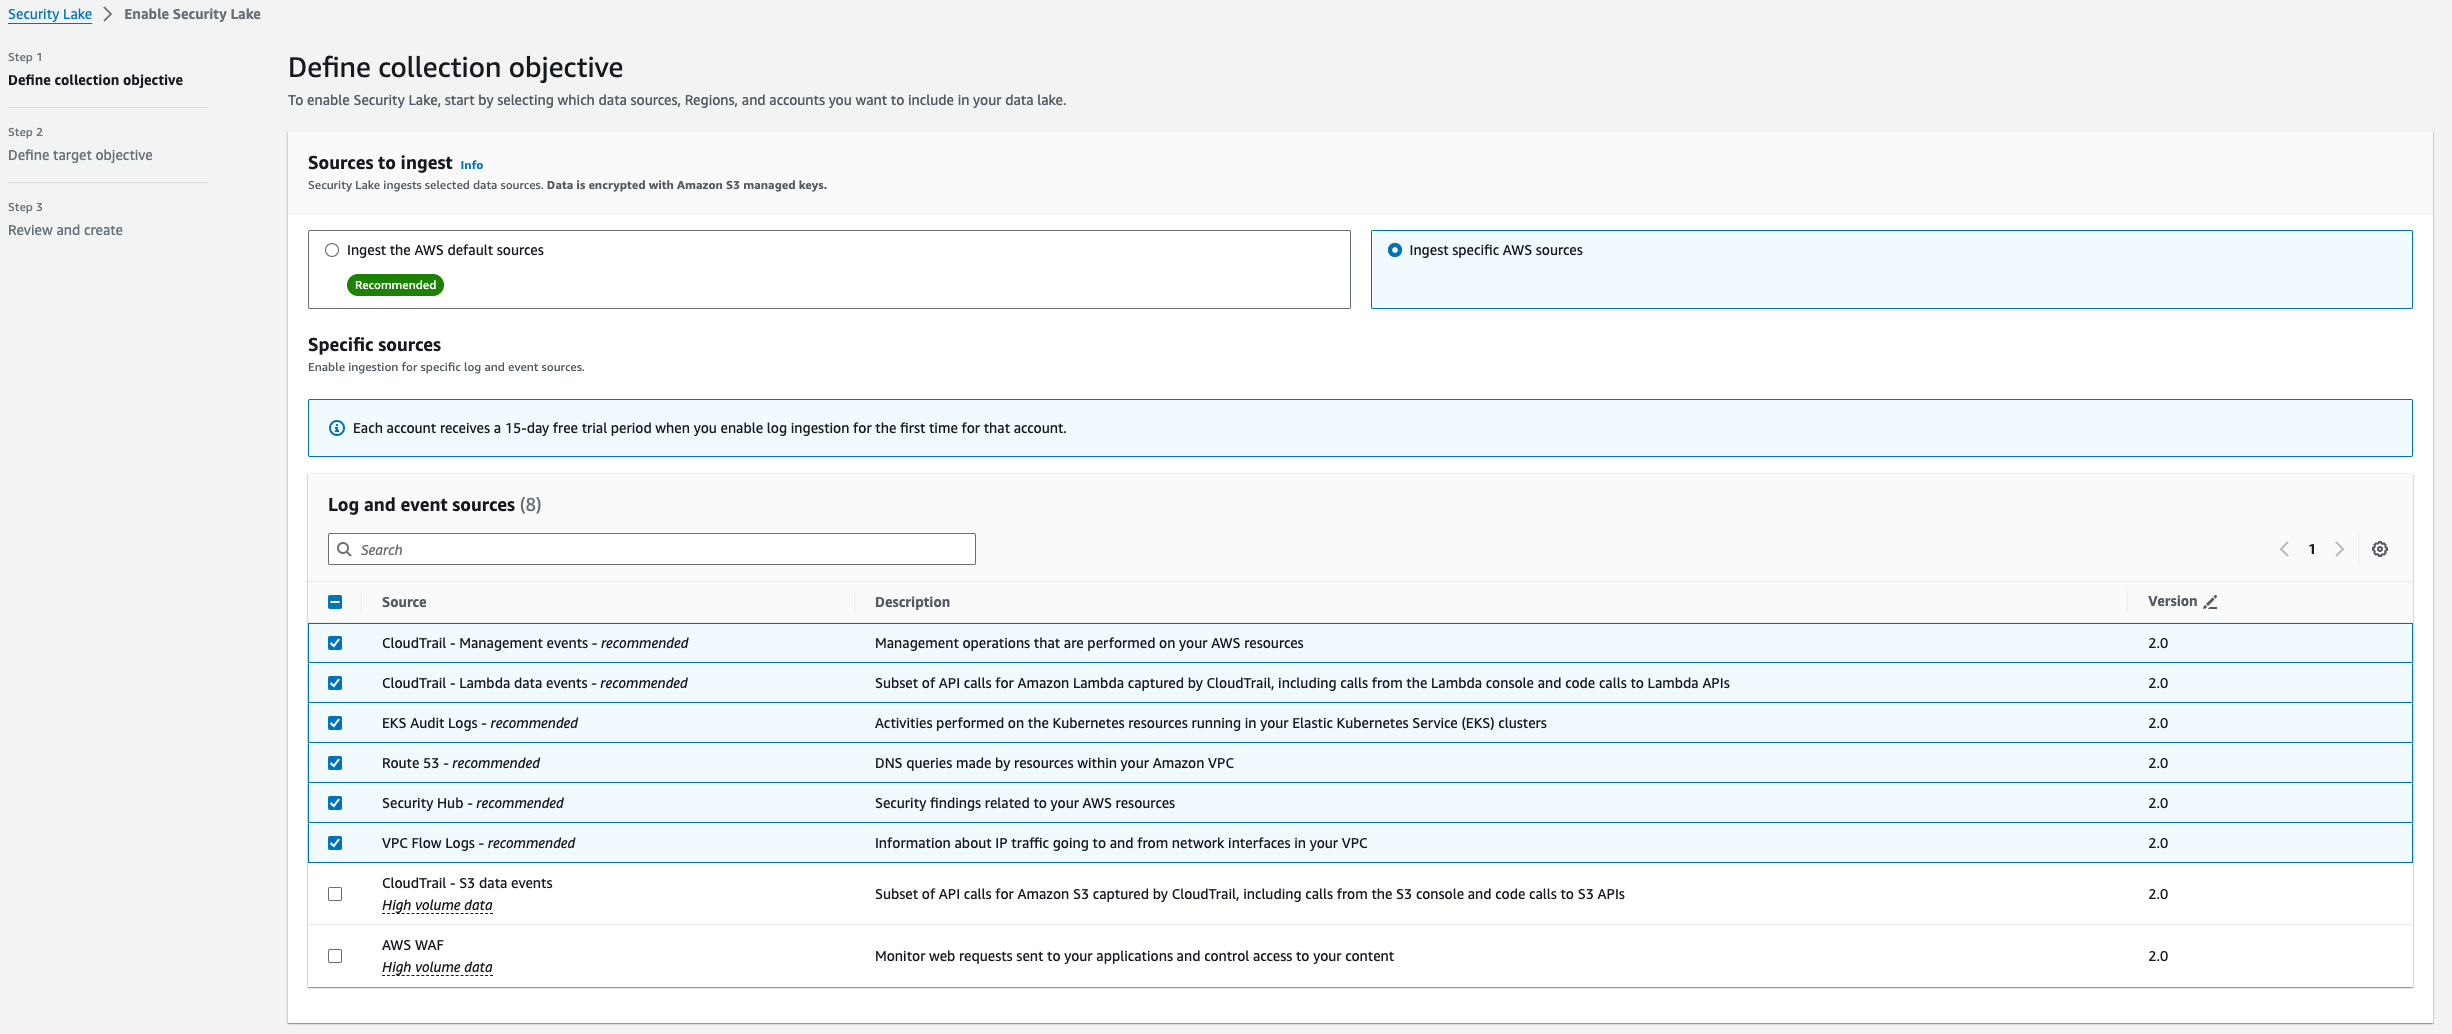 Security Lake > Enable Security Lake
Step 1
Define collection objective
Step 2
Define target objective
Step 3
Review and create
Define collection objective
To enable Security Lake, start by selecting which data sources, Regions, and accounts you want to include in your data lake.
Sources to ingest Info
Security Lake ingests selected data sources. Data is encrypted with Amazon S3 managed keys.
Ingest the AWS default sources
Recommended
Ingest specific AWS sources
Specific sources
Enable ingestion for specific log and event sources.
Each account receives a 15-day free trial period when you enable log ingestion for the first time for that account.
Log and event sources (8)
Search
1
Source Description Version
CloudTrail - Management events - recommended Management operations that are performed on your AWS resources 2.0
CloudTrail - Lambda data events - recommended Subset of API calls for Amazon Lambda captured by CloudTrail, including calls from the Lambda console and code calls to Lambda APIs 2.0
EKS Audit Logs - recommended Activities performed on the Kubernetes resources running in your Elastic Kubernetes Service (EKS) clusters 2.0
Route 53 - recommended DNS queries made by resources within your Amazon VPC 2.0
Security Hub - recommended Security findings related to your AWS resources 2.0
VPC Flow Logs - recommended Information about IP traffic going to and from network interfaces in your VPC 2.0
CloudTrail - S3 data events
High volume data
Subset of API calls for Amazon S3 captured by CloudTrail, including calls from the S3 console and code calls to S3 APIs 2.0
AWS WAF
High volume data
Monitor web requests sent to your applications and control access to your content 2.0